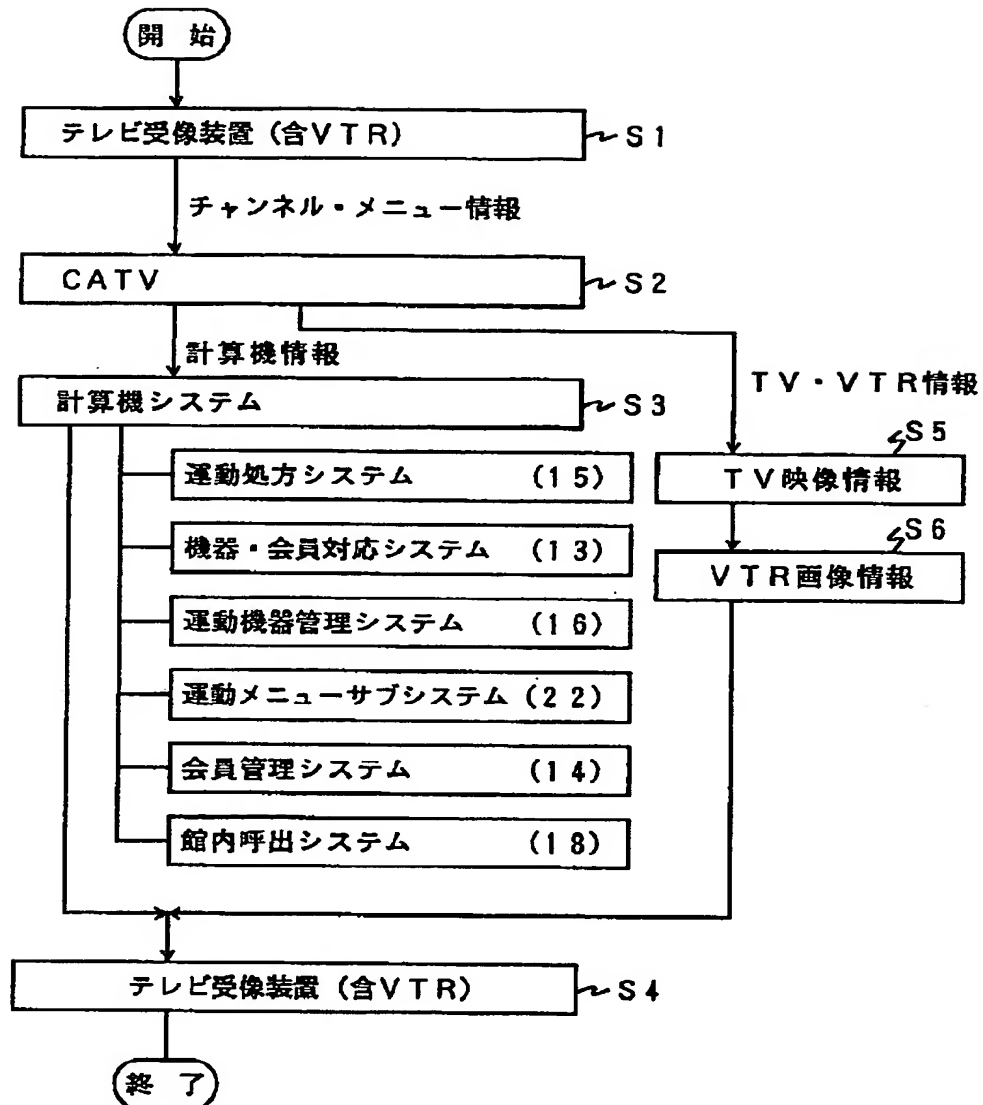 開 始
テレビ受像装置（含VTR）
S1
チャンネル・メニュー情報
CATV
S2
計算機情報
計算機システム
S3
TV・VTR情報
運動処方システム （15）
機器・会員対応システム （13）
運動機器管理システム （16）
運動メニューサブシステム（22）
会員管理システム （14）
館内呼出システム （18）
S5
TV映像情報
S6
VTR画像情報
テレビ受像装置（含VTR）
S4
終 了